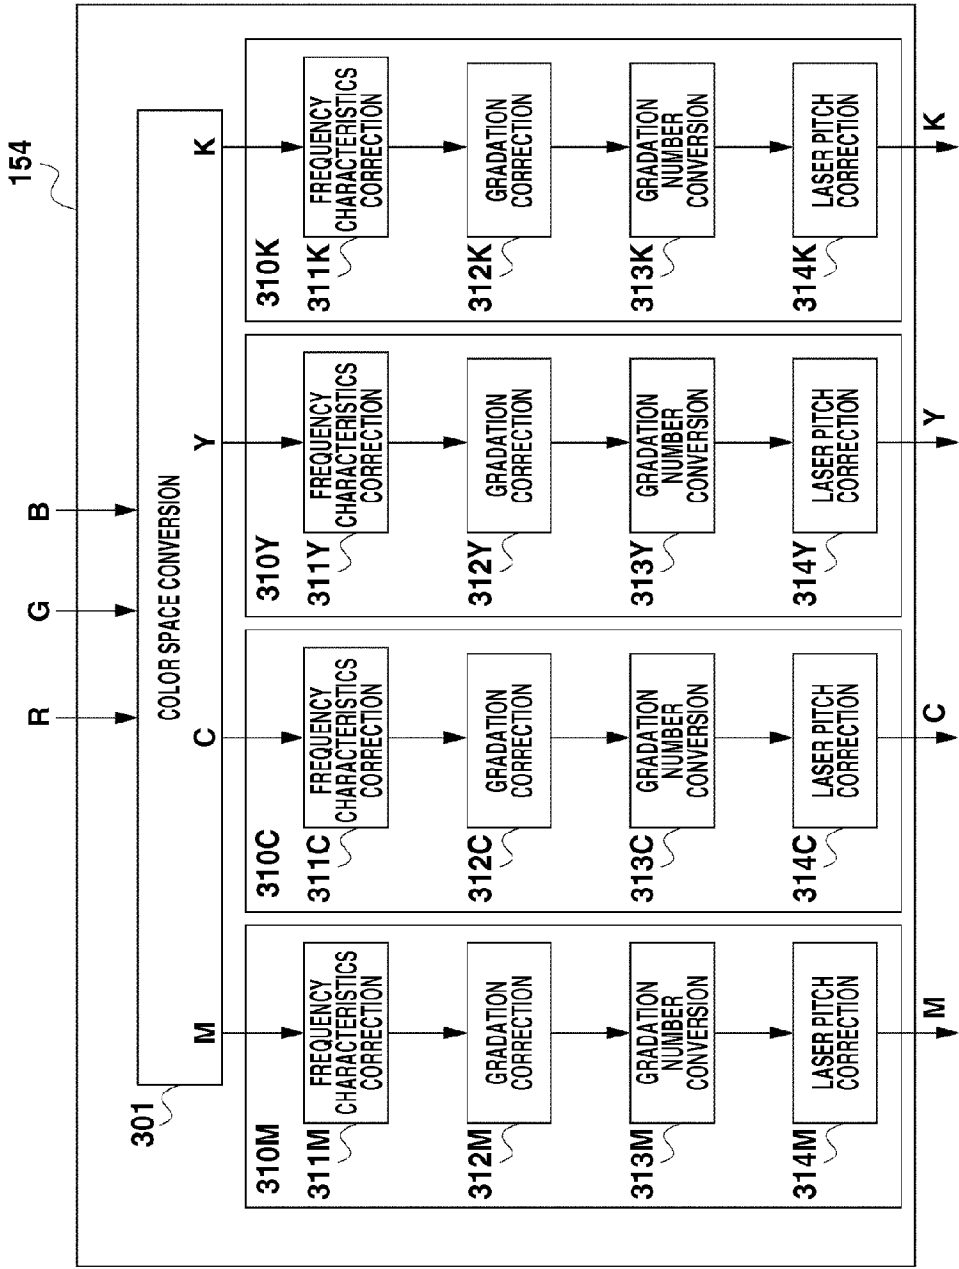 154
R
G
B
301
COLOR SPACE CONVERSION
M
C
Y
K
310M
311M
FREQUENCY
CHARACTERISTICS
CORRECTION
312M
GRADATION
CORRECTION
313M
GRADATION
NUMBER
CONVERSION
314M
LASER PITCH
CORRECTION
M
310C
311C
FREQUENCY
CHARACTERISTICS
CORRECTION
312C
GRADATION
CORRECTION
313C
GRADATION
NUMBER
CONVERSION
314C
LASER PITCH
CORRECTION
C
310Y
311Y
FREQUENCY
CHARACTERISTICS
CORRECTION
312Y
GRADATION
CORRECTION
313Y
GRADATION
NUMBER
CONVERSION
314Y
LASER PITCH
CORRECTION
Y
310K
311K
FREQUENCY
CHARACTERISTICS
CORRECTION
312K
GRADATION
CORRECTION
313K
GRADATION
NUMBER
CONVERSION
314K
LASER PITCH
CORRECTION
K